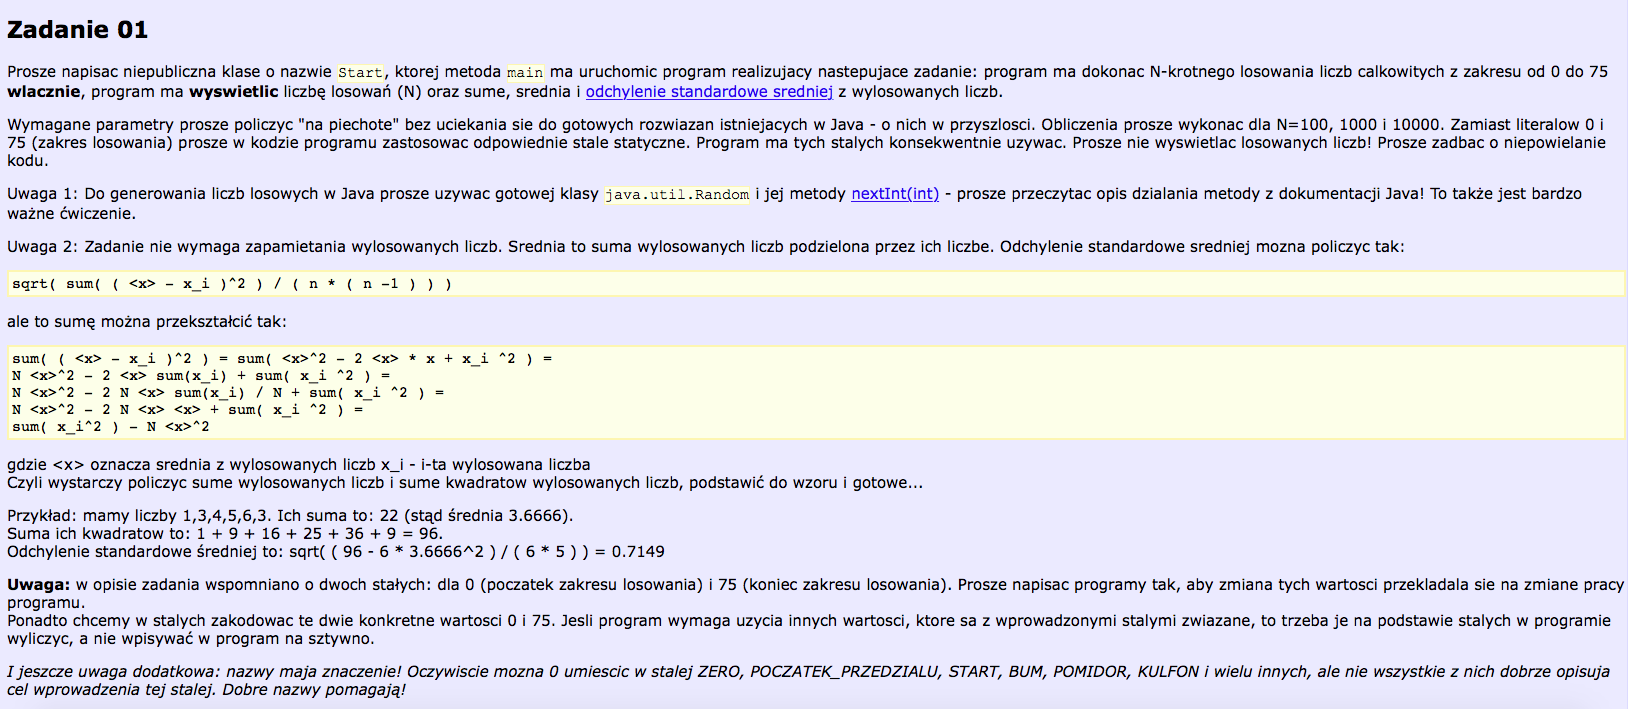 Zadanie 01
Prosze napisac niepubliczna klase o nazwie Start, ktorej metoda main ma uruchomic program realizujacy nastepujace zadanie: program ma dokonac N-krotnego losowania liczb calkowitych z zakresu od 0 do 75
wlacznie, program ma wyswietlic liczbę losowań (N) oraz sume, srednia i odchylenie standardowe sredniej z wylosowanych liczb.
Wymagane parametry prosze policzyc "na piechote" bez uciekania sie do gotowych rozwiazan istniejacych w Java - o nich w przyszlosci. Obliczenia prosze wykonac dla N=100, 1000 i 10000. Zamiast literalow 0 i
75 (zakres losowania) prosze w kodzie programu zastosowac odpowiednie stale statyczne. Program ma tych stalych konsekwentnie uzywac. Prosze nie wyswietlac losowanych liczb! Prosze zadbac o niepowielanie
kodu.
Uwaga 1: Do generowania liczb losowych w Java prosze uzywac gotowej klasy java.util.Random i jej metody nextInt(int) - prosze przeczytac opis dzialania metody z dokumentacji Java! To także jest bardzo
ważne ćwiczenie.
Uwaga 2: Zadanie nie wymaga zapamietania wylosowanych liczb. Srednia to suma wylosowanych liczb podzielona przez ich liczbe. Odchylenie standardowe sredniej mozna policzyc tak:
sqrt( sum( ( <x> - x_i )^2 ) / ( n * ( n -1 ) ) )
ale to sumę można przekształcić tak:
sum( ( <x> - x_i )^2 ) = sum( <x>^2 - 2 <x> * x + x_i ^2 ) =
N <x>^2 - 2 <x> sum(x_i) + sum( x_i ^2 ) =
N <x>^2 - 2 N <x> sum(x_i) / N + sum( x_i ^2 ) =
N <x>^2 - 2 N <x> <x> + sum( x_i ^2 ) =
sum( x_i^2 ) - N <x>^2
gdzie <x> oznacza srednia z wylosowanych liczb x_i - i-ta wylosowana liczba
Czyli wystarczy policzyc sume wylosowanych liczb i sume kwadratow wylosowanych liczb, podstawić do wzoru i gotowe...
Przykład: mamy liczby 1,3,4,5,6,3. Ich suma to: 22 (stąd średnia 3.6666).
Suma ich kwadratow to: 1 + 9 + 16 + 25 + 36 + 9 = 96.
Odchylenie standardowe średniej to: sqrt( ( 96 - 6 * 3.6666^2 ) / ( 6 * 5 ) ) = 0.7149
Uwaga: w opisie zadania wspomniano o dwoch stałych: dla 0 (poczatek zakresu losowania) i 75 (koniec zakresu losowania). Prosze napisac programy tak, aby zmiana tych wartosci przekladala sie na zmiane pracy
programu.
Ponadto chcemy w stalych zakodowac te dwie konkretne wartosci 0 i 75. Jesli program wymaga uzycia innych wartosci, ktore sa z wprowadzonymi stalymi zwiazane, to trzeba je na podstawie stalych w programie
wyliczyc, a nie wpisywać w program na sztywno.
I jeszcze uwaga dodatkowa: nazwy maja znaczenie! Oczywiscie mozna 0 umiescic w stalej ZERO, POCZATEK_PRZEDZIALU, START, BUM, POMIDOR, KULFON i wielu innych, ale nie wszystkie z nich dobrze opisuja
cel wprowadzenia tej stalej. Dobre nazwy pomagają!